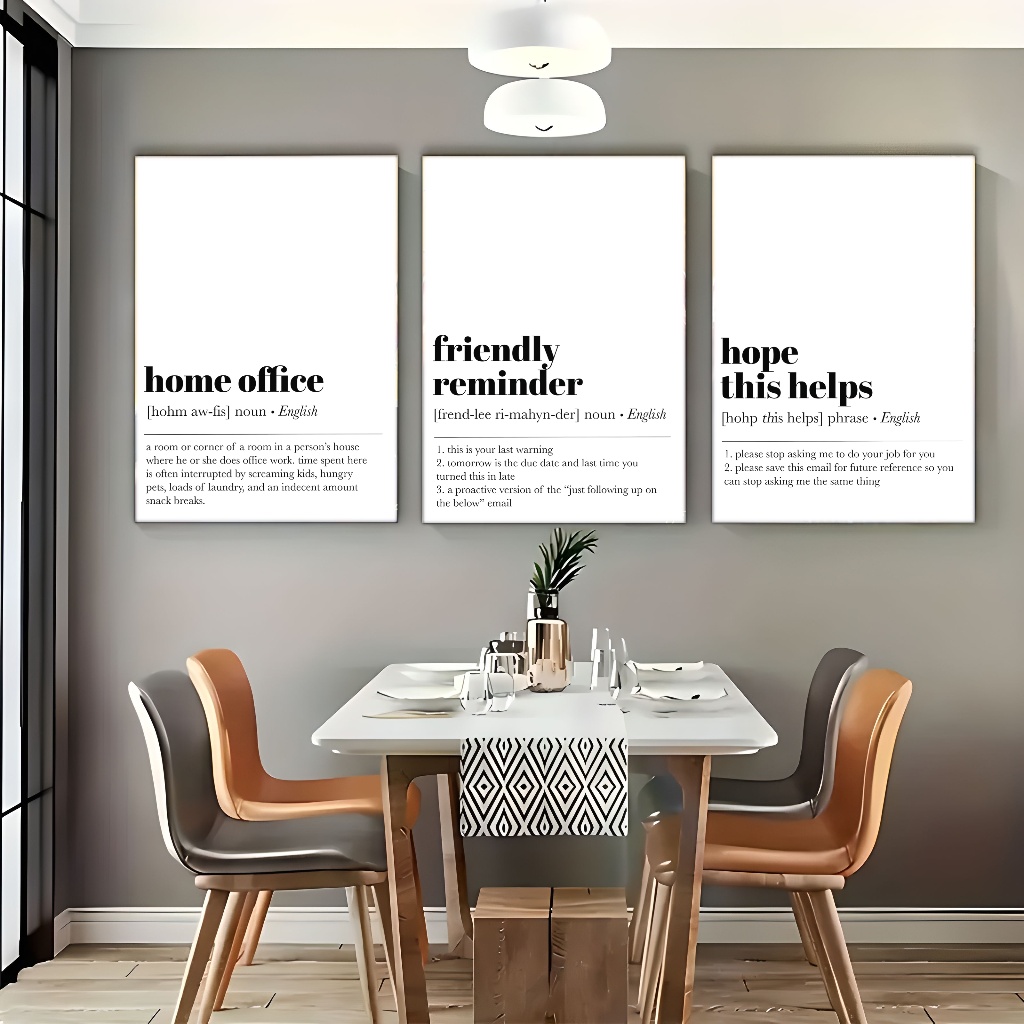 home office
[hohm aw-fis] noun • English
a room or corner of a room in a person's house
where he or she does office work. time spent here
is often interrupted by screaming kids, hungry
pets, loads of laundry, and an indecent amount
snack breaks.
friendly
reminder
[frend-lee ri-mahyn-der] noun • English
1. this is your last warning
2. tomorrow is the due date and last time you
turned this in late
3. a proactive version of the “just following up on
the below” email
hope
this helps
[hohp this helps] phrase • English
1. please stop asking me to do your job for you
2. please save this email for future reference so you
can stop asking me the same thing